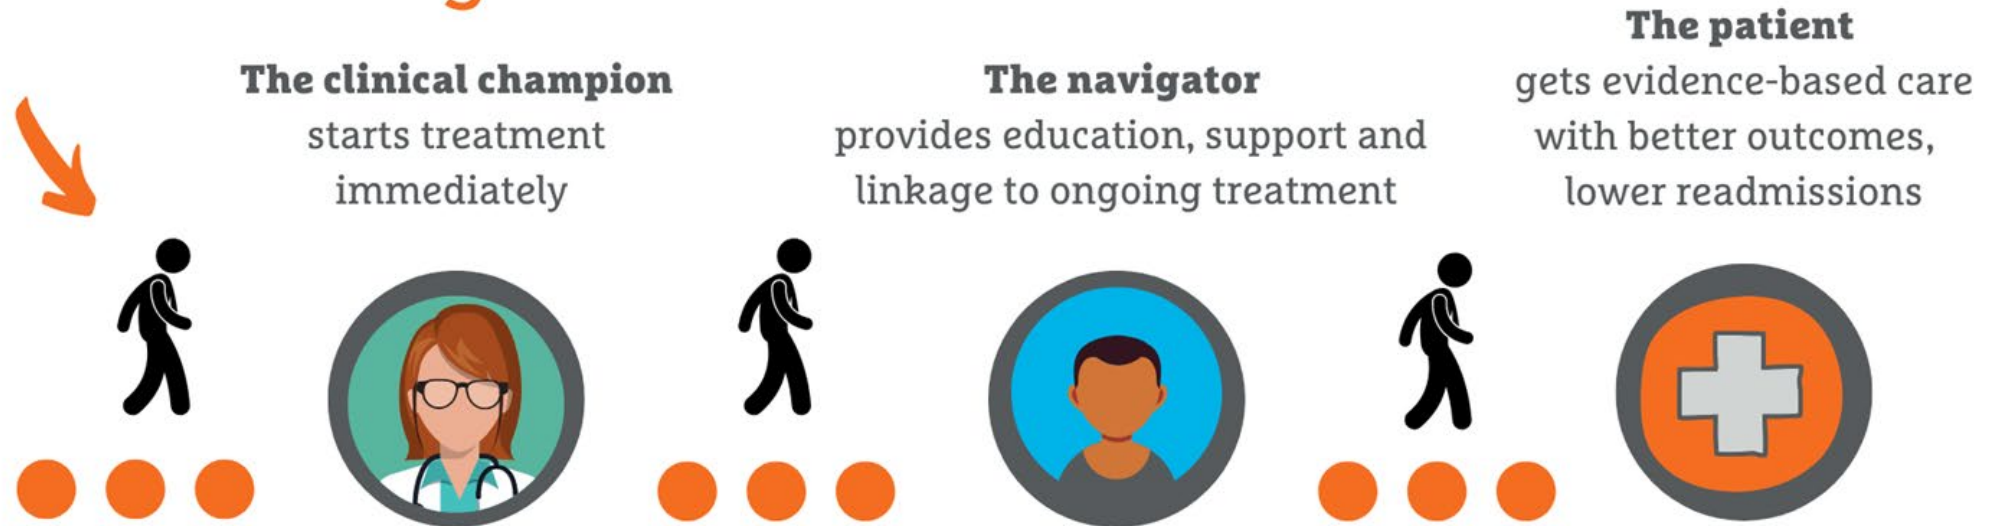 The clinical champion
starts treatment
immediately
The navigator
provides education, support and
linkage to ongoing treatment
The patient
gets evidence-based care
with better outcomes,
lower readmissions